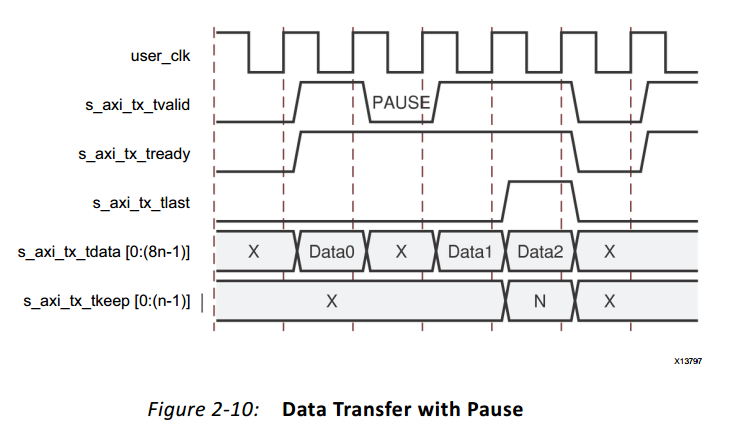 user_clk
s_axi_tx_tvalid PAUSE
s_axi_tx_tready
s_axi_tx_tlast
s_axi_tx_tdata [0:(8n-1)] X Data0 X Data1 Data2 X
s_axi_tx_tkeep [0:(n-1)] X N X
X13797
Figure 2-10: Data Transfer with Pause